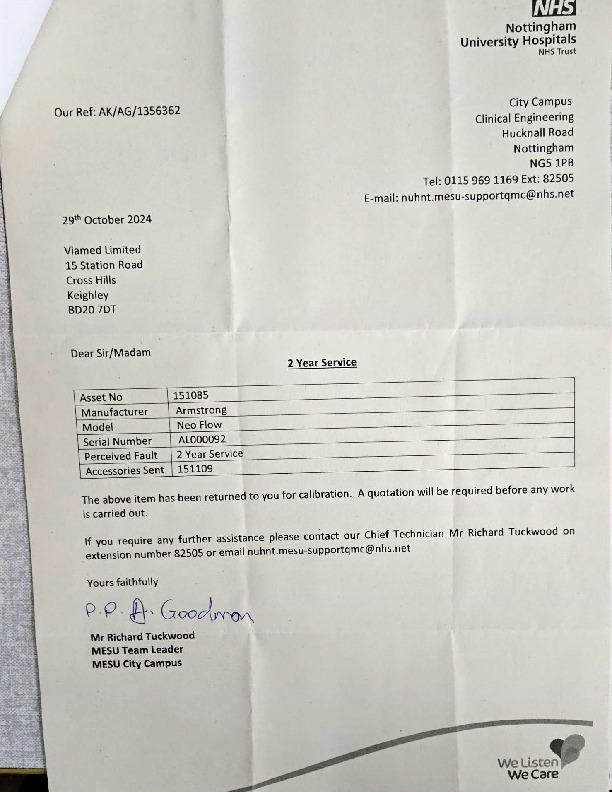 NHS
Nottingham
University Hospitals
NHS Trust
Our Ref: AK/AG/1356362
City Campus
Clinical Engineering
Hucknall Road
Nottingham
NG5 1PB
Tel: 0115 969 1169 Ext: 82505
E-mail: nuhnt.mesu-supportqmc@nhs.net
29th October 2024
Viamed Limited
15 Station Road
Cross Hills
Keighley
BD20 7DT
Dear Sir/Madam
2 Year Service
Asset No 151085
Manufacturer Armstrong
Model Neo Flow
Serial Number AL000092
Perceived Fault 2 Year Service
Accessories Sent 151109
The above item has been returned to you for calibration. A quotation will be required before any work
is carried out.
If you require any further assistance please contact our Chief Technician Mr Richard Tuckwood on
extension number 82505 or email nuhnt.mesu-supportqmc@nhs.net
Yours faithfully
P.P. A. Goodman
Mr Richard Tuckwood
MESU Team Leader
MESU City Campus
We Listen
We Care